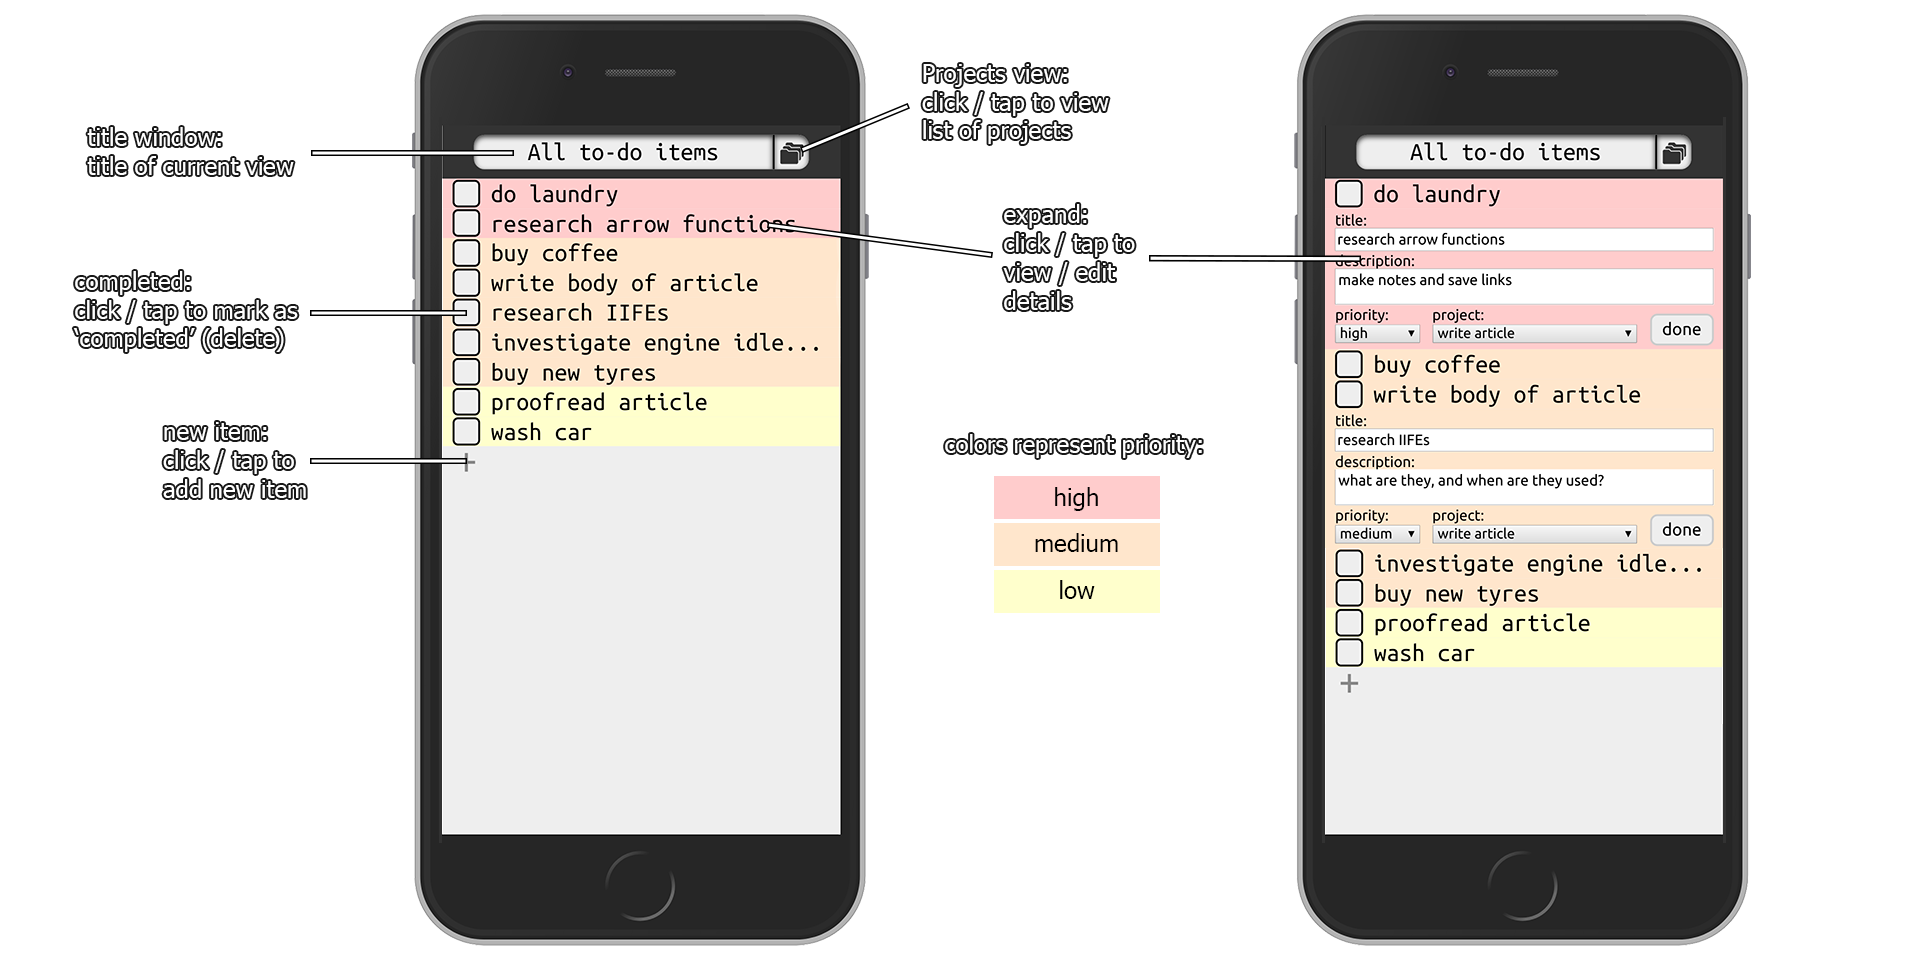 title window:
title of current view
completed:
click / tap to mark as
‘completed’ (delete)
new item:
click / tap to
add new item
All to-do items
do laundry
research arrow functions
buy coffee
write body of article
research IIFEs
investigate engine idle...
buy new tyres
proofread article
wash car
+
Projects view:
click / tap to view
list of projects
expand:
click / tap to
view / edit
details
colors represent priority:
high
medium
low
All to-do items
do laundry
title:
research arrow functions
description:
make notes and save links
priority: project:
high write article done
buy coffee
write body of article
title:
research IIFEs
description:
what are they, and when are they used?
priority: project:
medium write article done
investigate engine idle...
buy new tyres
proofread article
wash car
+